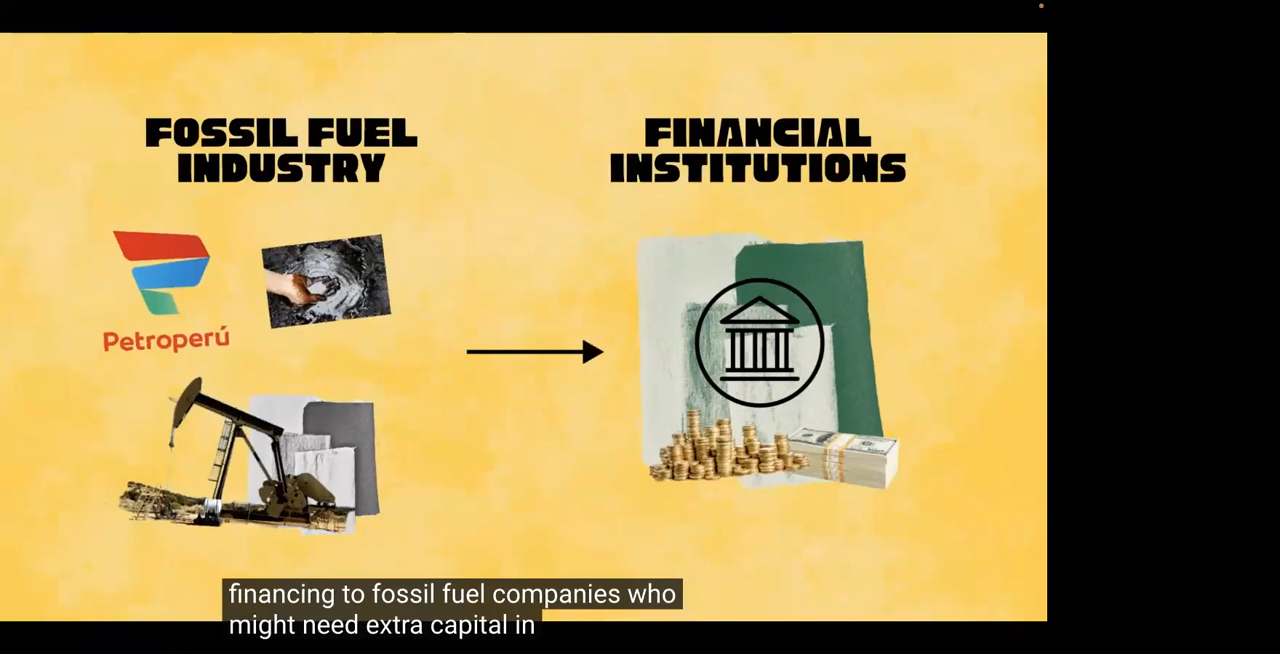 FOSSIL FUEL
INDUSTRY
FINANCIAL
INSTITUTIONS
Petroperú
financing to fossil fuel companies who
might need extra capital in